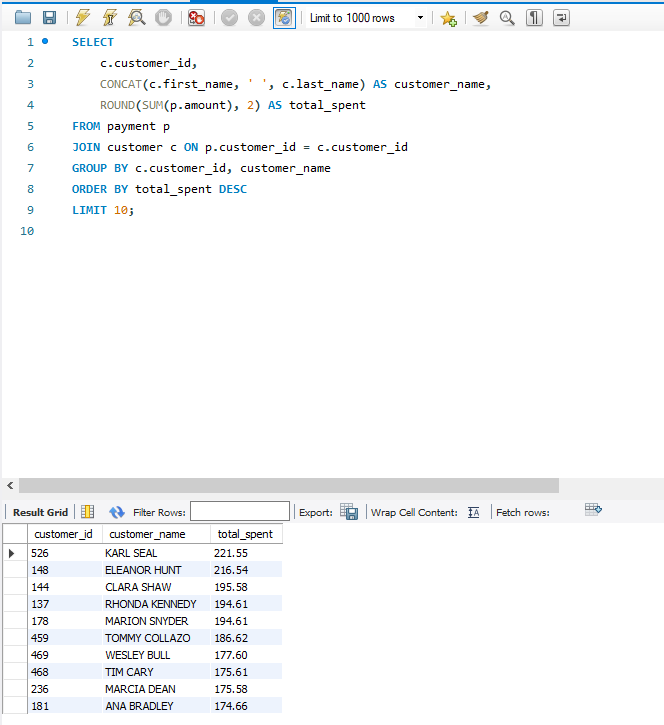 Limit to 1000 rows
1 SELECT
2 c.customer_id,
3 CONCAT(c.first_name, ' ', c.last_name) AS customer_name,
4 ROUND(SUM(p.amount), 2) AS total_spent
5 FROM payment p
6 JOIN customer c ON p.customer_id = c.customer_id
7 GROUP BY c.customer_id, customer_name
8 ORDER BY total_spent DESC
9 LIMIT 10;
10
Result Grid Filter Rows: Export: Wrap Cell Content: Fetch rows:
customer_id customer_name total_spent
526 KARL SEAL 221.55
148 ELEANOR HUNT 216.54
144 CLARA SHAW 195.58
137 RHONDA KENNEDY 194.61
178 MARION SNYDER 194.61
459 TOMMY COLLAZO 186.62
469 WESLEY BULL 177.60
468 TIM CARY 175.61
236 MARCIA DEAN 175.58
181 ANA BRADLEY 174.66